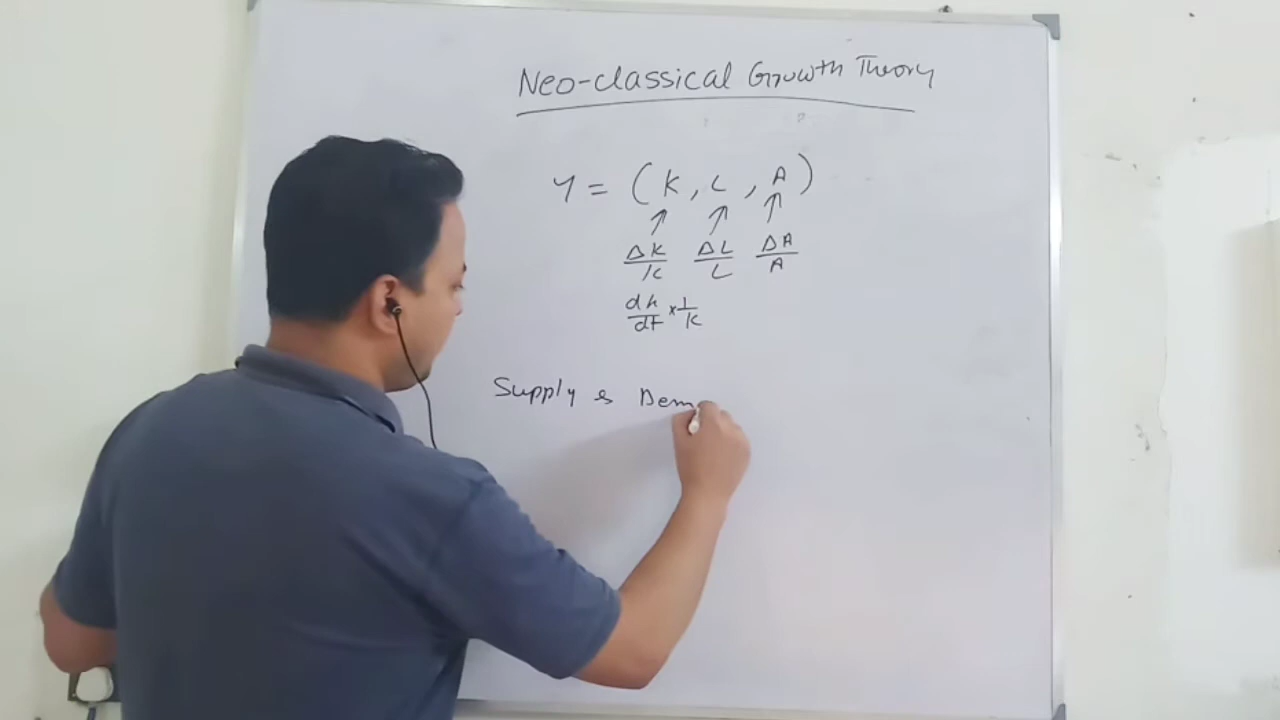 Neo-classical Growth Theory
Y = (K, L, A)
↗ ↗ ↗
ΔK/K ΔL/L ΔA/A
dk/dt × 1/K
Supply & Dem